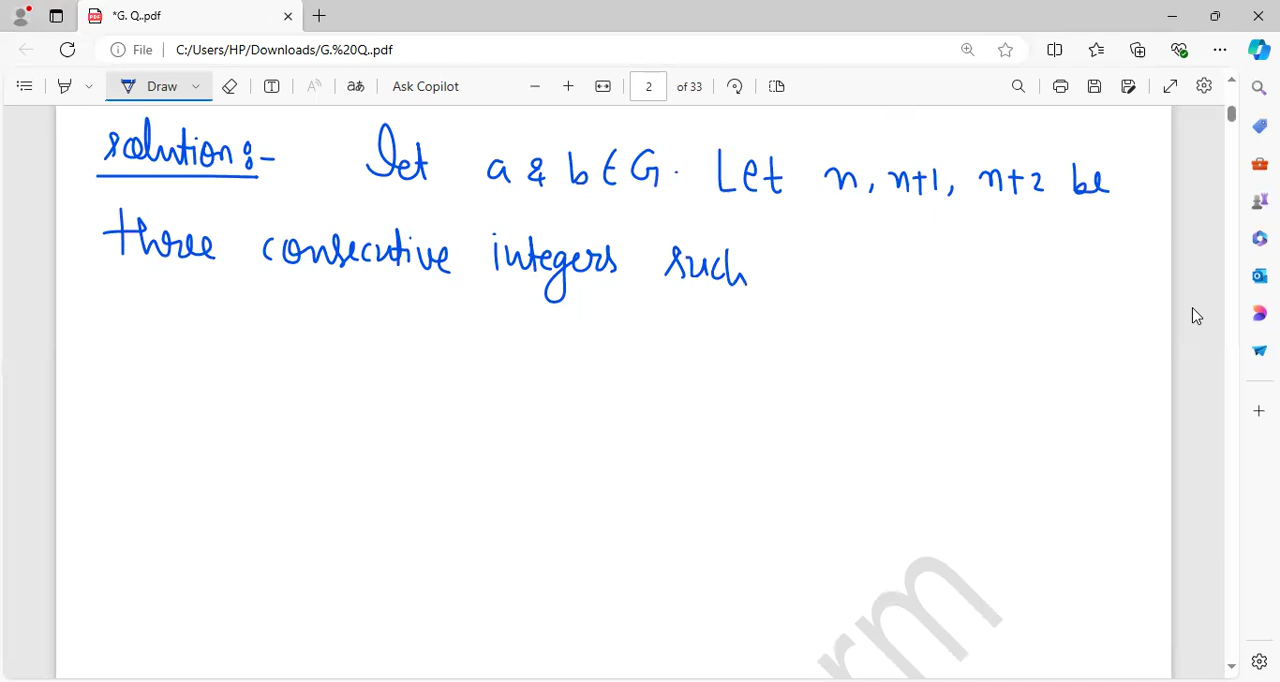 *G. Q..pdf
File C:/Users/HP/Downloads/G.%20Q..pdf
Draw Ask Copilot 2 of 33
solution:- Let a & b ∈ G. Let n, n+1, n+2 be
three consecutive integers such
rm